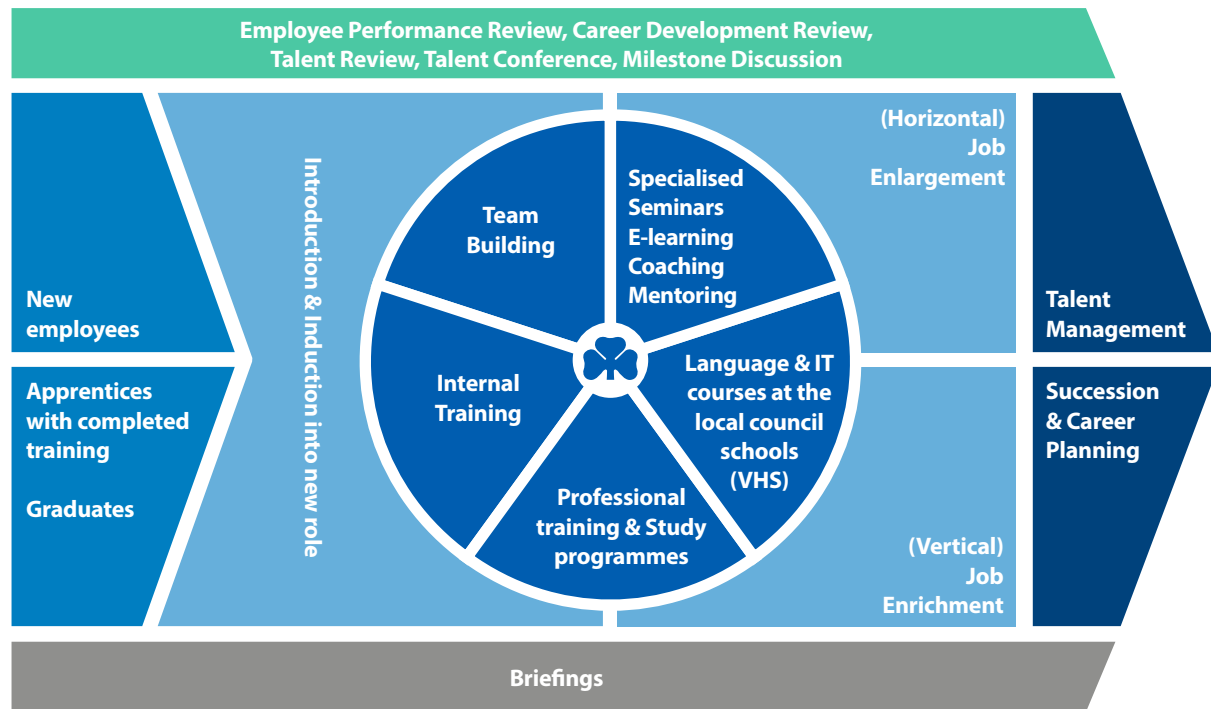 Employee Performance Review, Career Development Review,
Talent Review, Talent Conference, Milestone Discussion
New
employees
Apprentices
with completed
training
Graduates
Introduction & Induction into new role
Team
Building
Specialised
Seminars
E-learning
Coaching
Mentoring
Internal
Training
Language & IT
courses at the
local council
schools
(VHS)
Professional
training & Study
programmes
(Horizontal)
Job
Enlargement
(Vertical)
Job
Enrichment
Talent
Management
Succession
& Career
Planning
Briefings